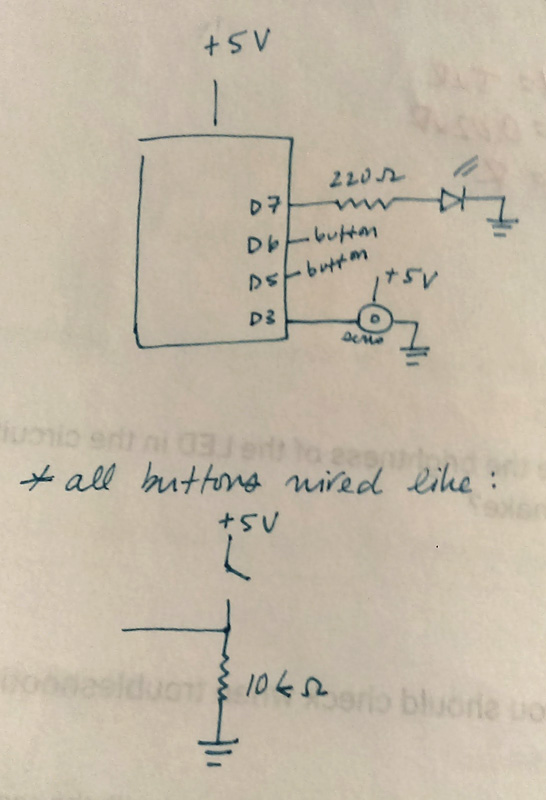 +5V
D7 220Ω
D6 button
D5 button
+5V
D3
servo
* all buttons wired like:
+5V
10kΩ